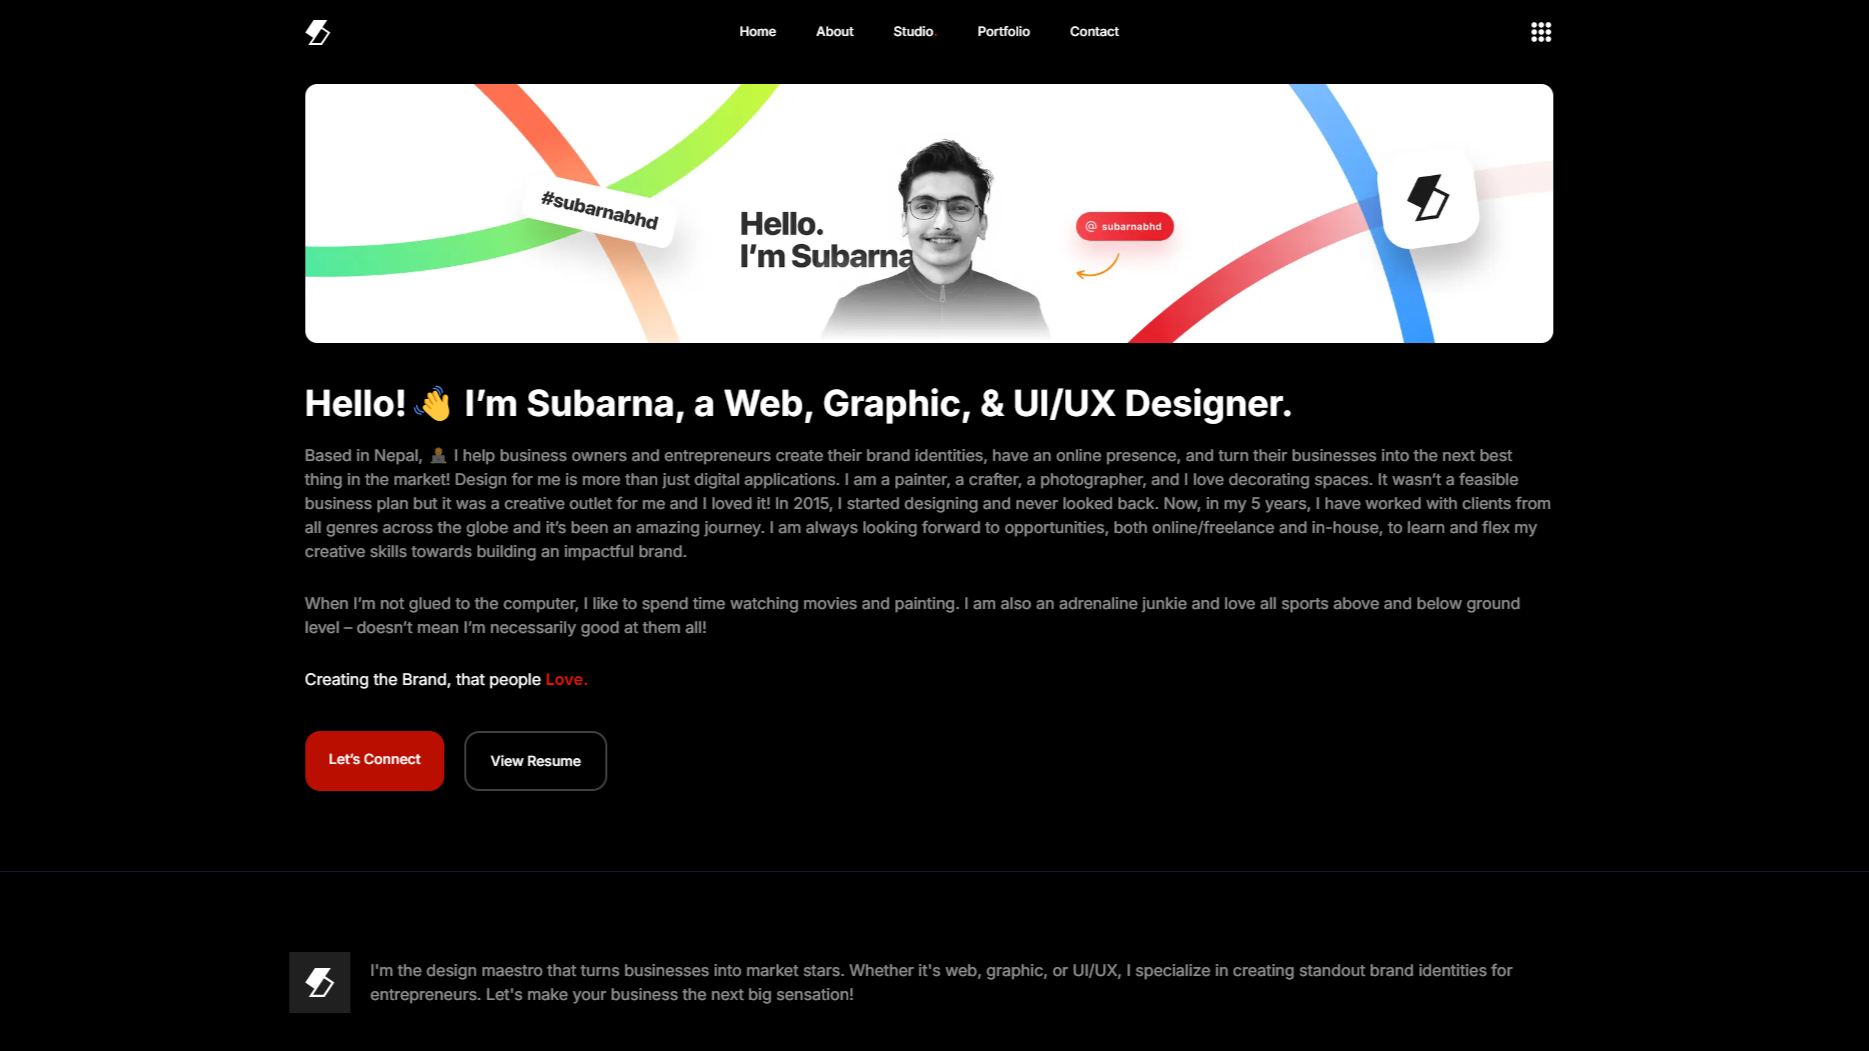 Home
About
Studio.
Portfolio
Contact
#subarnabhd
Hello.
I'm Subarna
@ subarnabhd
Hello! 👋 I'm Subarna, a Web, Graphic, & UI/UX Designer.
Based in Nepal, I help business owners and entrepreneurs create their brand identities, have an online presence, and turn their businesses into the next best
thing in the market! Design for me is more than just digital applications. I am a painter, a crafter, a photographer, and I love decorating spaces. It wasn't a feasible
business plan but it was a creative outlet for me and I loved it! In 2015, I started designing and never looked back. Now, in my 5 years, I have worked with clients from
all genres across the globe and it's been an amazing journey. I am always looking forward to opportunities, both online/freelance and in-house, to learn and flex my
creative skills towards building an impactful brand.
When I'm not glued to the computer, I like to spend time watching movies and painting. I am also an adrenaline junkie and love all sports above and below ground
level – doesn't mean I'm necessarily good at them all!
Creating the Brand, that people Love.
Let's Connect
View Resume
I'm the design maestro that turns businesses into market stars. Whether it's web, graphic, or UI/UX, I specialize in creating standout brand identities for
entrepreneurs. Let's make your business the next big sensation!